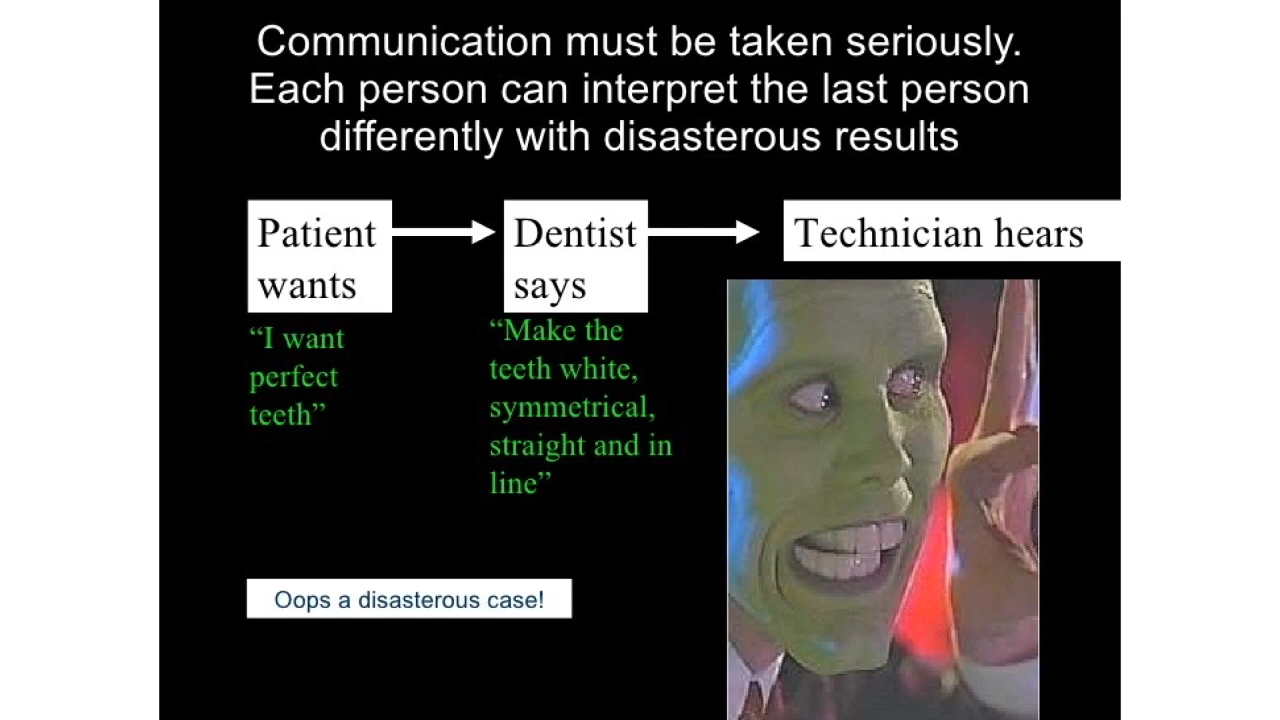 Communication must be taken seriously.
Each person can interpret the last person
differently with disasterous results
Patient
wants
Dentist
says
Technician hears
“I want
perfect
teeth”
“Make the
teeth white,
symmetrical,
straight and in
line”
Oops a disasterous case!